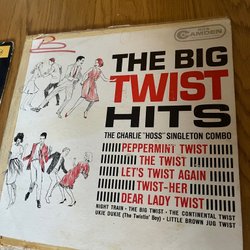 RCA CAMDEN
B
THE BIG
TWIST
HITS
THE CHARLIE "HOSS" SINGLETON COMBO
PEPPERMINT TWIST
THE TWIST
LET'S TWIST AGAIN
TWIST-HER
DEAR LADY TWIST
RIGHT TRAIN • THE BIG TWIST • THE CONTINENTAL TWIST
UKIE DUKIE (The Twistin' Boy) • LITTLE BROWN JUG TWIST